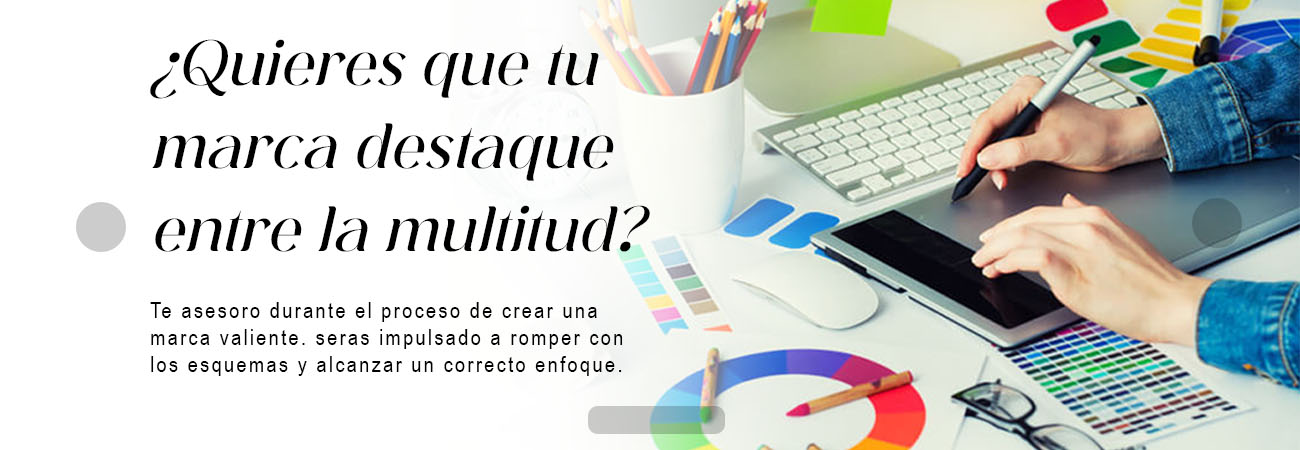 ¿Quieres que tu
marca destaque
entre la multitud?
Te asesoro durante el proceso de crear una
marca valiente. seras impulsado a romper con
los esquemas y alcanzar un correcto enfoque.